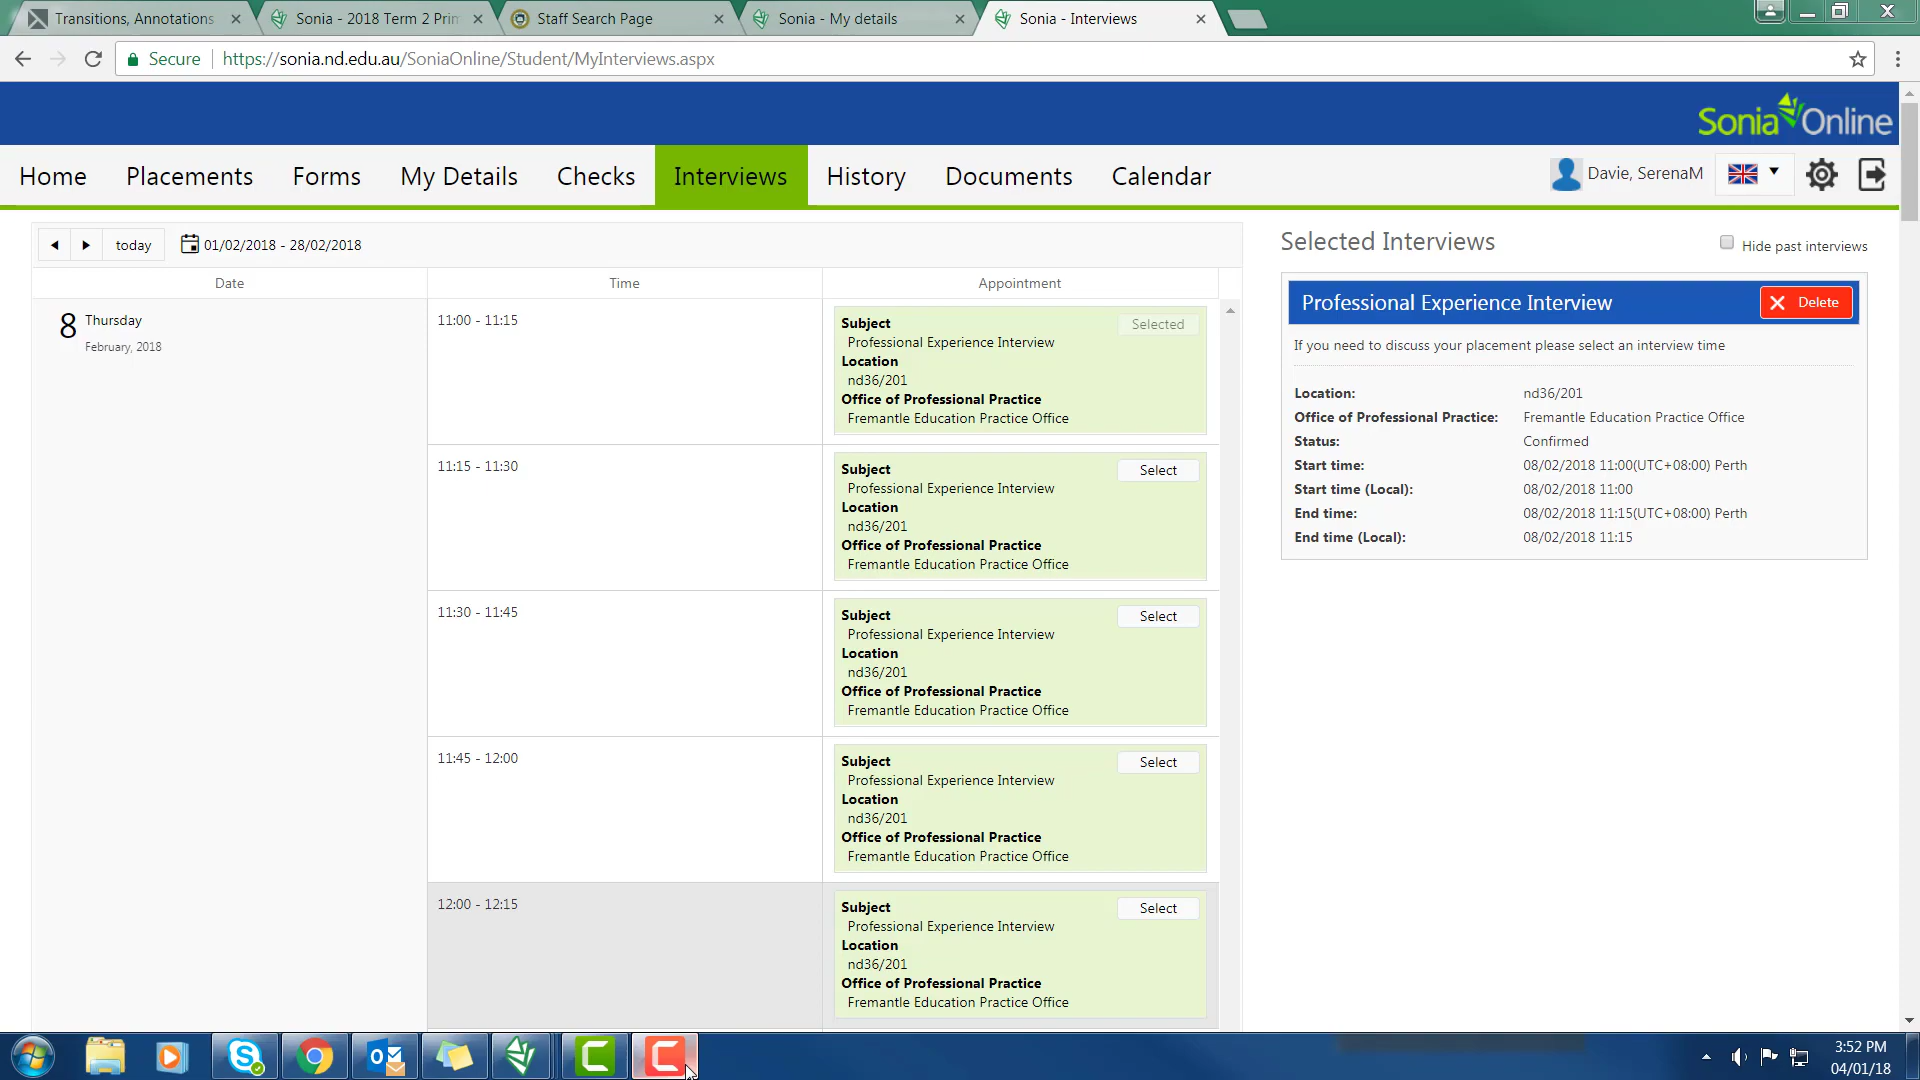 Transitions, Annotations
Sonia - 2018 Term 2 Prin
Staff Search Page
Sonia - My details
Sonia - Interviews
Secure
https://sonia.nd.edu.au/SoniaOnline/Student/MyInterviews.aspx
Sonia Online
Home
Placements
Forms
My Details
Checks
Interviews
History
Documents
Calendar
Davie, SerenaM
today
01/02/2018 - 28/02/2018
Date
Time
Appointment
8
Thursday
February, 2018
11:00 - 11:15
Subject
Selected
Professional Experience Interview
Location
nd36/201
Office of Professional Practice
Fremantle Education Practice Office
11:15 - 11:30
Subject
Select
Professional Experience Interview
Location
nd36/201
Office of Professional Practice
Fremantle Education Practice Office
11:30 - 11:45
Subject
Select
Professional Experience Interview
Location
nd36/201
Office of Professional Practice
Fremantle Education Practice Office
11:45 - 12:00
Subject
Select
Professional Experience Interview
Location
nd36/201
Office of Professional Practice
Fremantle Education Practice Office
12:00 - 12:15
Subject
Select
Professional Experience Interview
Location
nd36/201
Office of Professional Practice
Fremantle Education Practice Office
Selected Interviews
Hide past interviews
Professional Experience Interview
Delete
If you need to discuss your placement please select an interview time
Location: nd36/201
Office of Professional Practice: Fremantle Education Practice Office
Status: Confirmed
Start time: 08/02/2018 11:00(UTC+08:00) Perth
Start time (Local): 08/02/2018 11:00
End time: 08/02/2018 11:15(UTC+08:00) Perth
End time (Local): 08/02/2018 11:15
3:52 PM
04/01/18